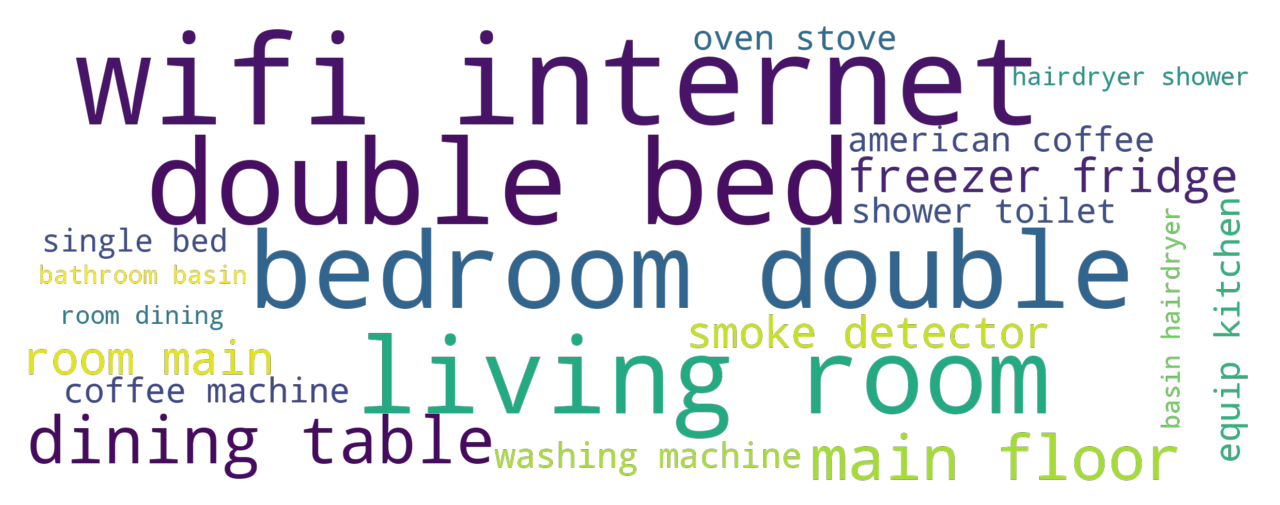 wifi internet
oven stove
hairdryer shower
double bed
american coffee
freezer fridge
shower toilet
single bed
bathroom basin
bedroom double
room dining
smoke detector
room main
living room
coffee machine
dining table
washing machine
main floor
basin hairdryer
equip kitchen